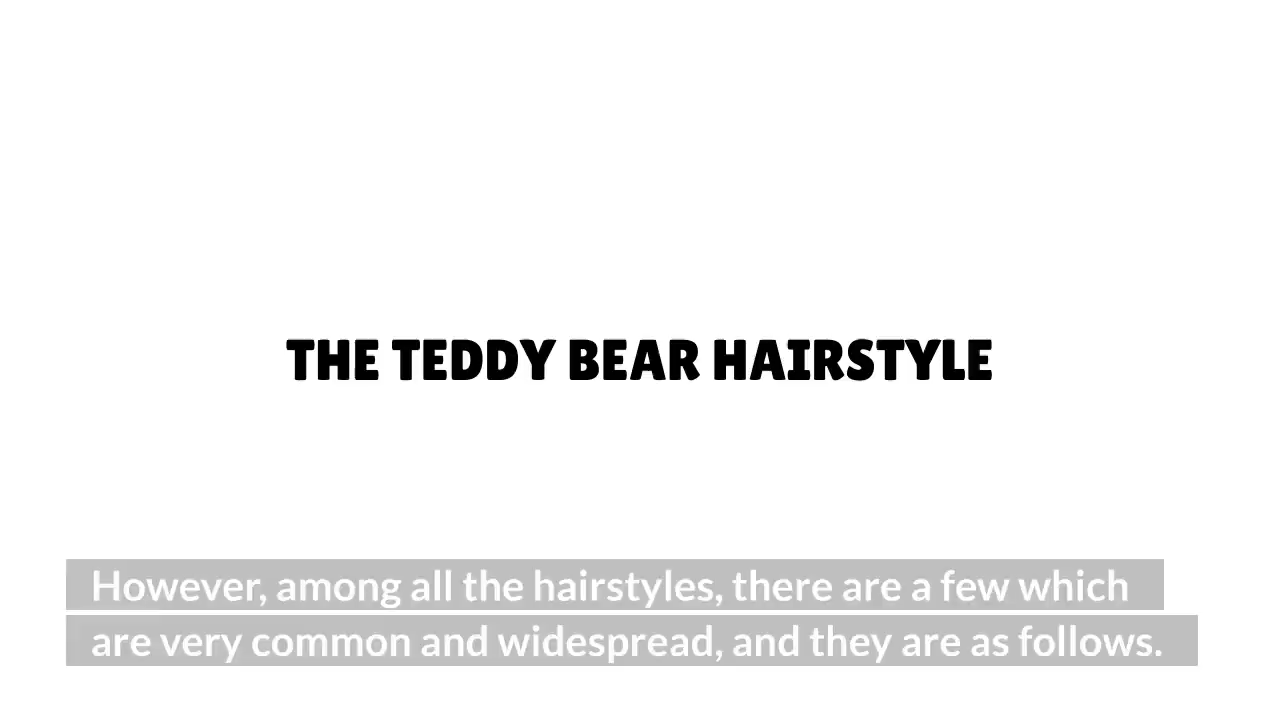 THE TEDDY BEAR HAIRSTYLE
However, among all the hairstyles, there are a few which
are very common and widespread, and they are as follows.